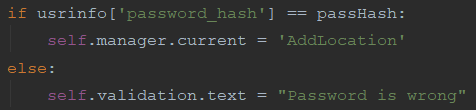 if usrinfo['password_hash'] == passHash:
    self.manager.current = 'AddLocation'
else:
    self.validation.text = "Password is wrong"